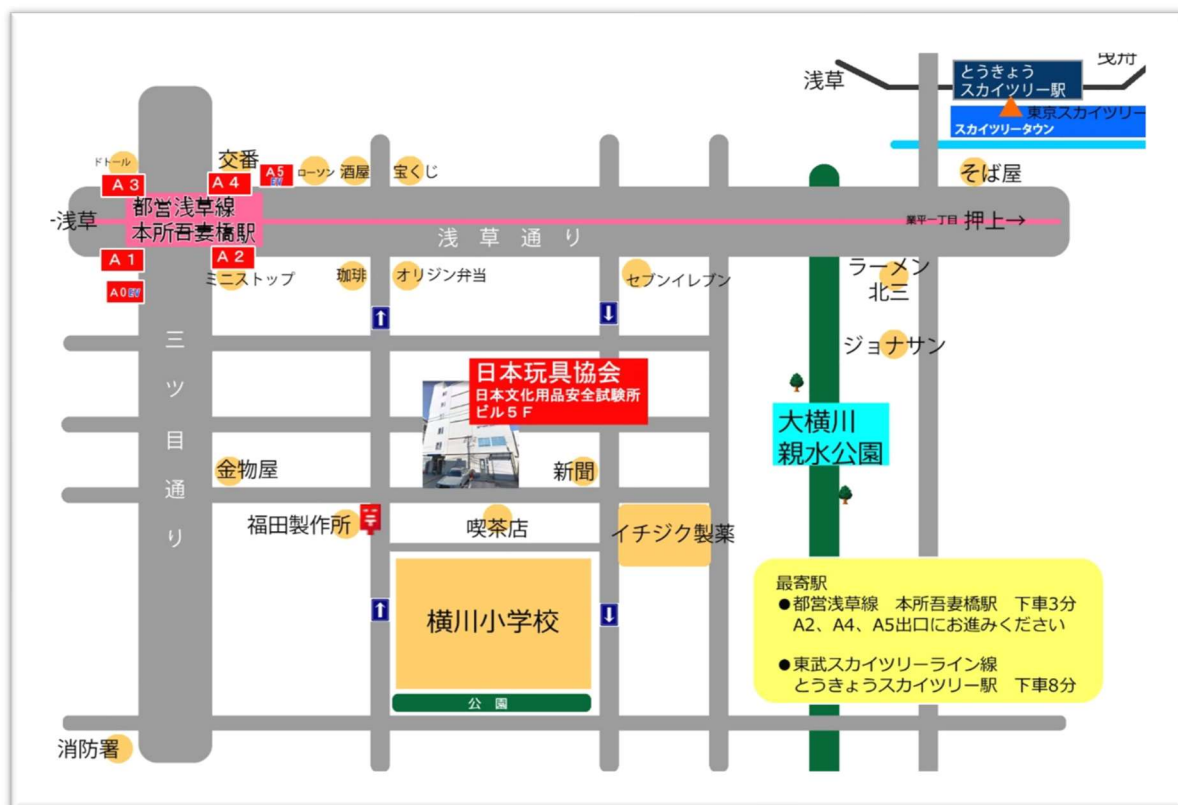 曳舟
浅草
とうきょう
スカイツリー駅
東京スカイツリー
スカイツリータウン
ドトール
交番
A5
EV
ローソン
酒屋
宝くじ
そば屋
A3
A4
都営浅草線
本所吾妻橋駅
-浅草
浅草通り
業平一丁目
押上→
A1
A2
A0 EV
ミニストップ
珈琲
オリジン弁当
セブンイレブン
ラーメン
北三
ジョナサン
三ツ目通り
日本玩具協会
日本文化用品安全試験所
ビル5F
大横川
親水公園
金物屋
新聞
福田製作所
〒
喫茶店
イチジク製薬
横川小学校
公園
消防署
最寄駅
●都営浅草線 本所吾妻橋駅 下車3分
A2、A4、A5出口にお進みください
●東武スカイツリーライン線
とうきょうスカイツリー駅 下車8分